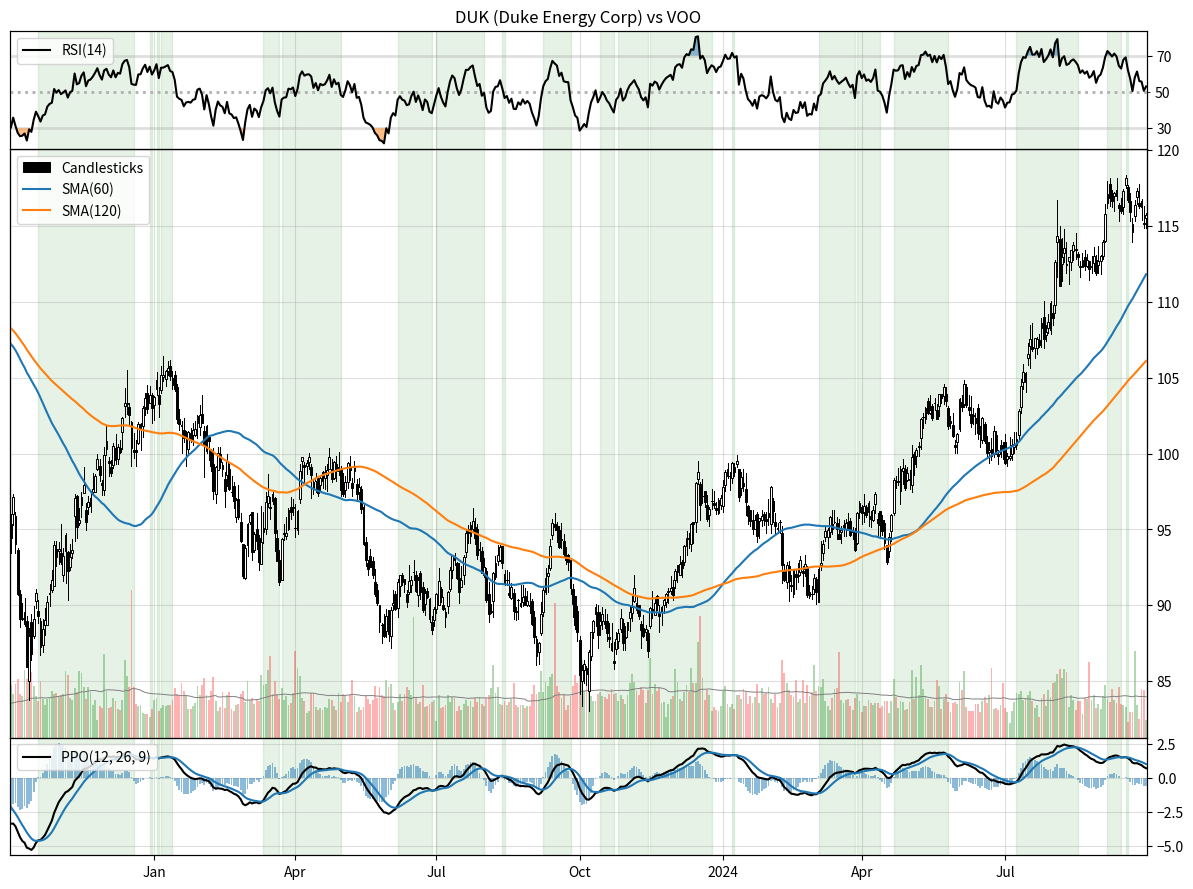 DUK (Duke Energy Corp) vs VOO
RSI(14)
70
50
30
120
Candlesticks
SMA(60)
SMA(120)
115
110
105
100
95
90
85
PPO(12, 26, 9)
2.5
0.0
−2.5
−5.0
Jan Apr Jul Oct 2024 Apr Jul